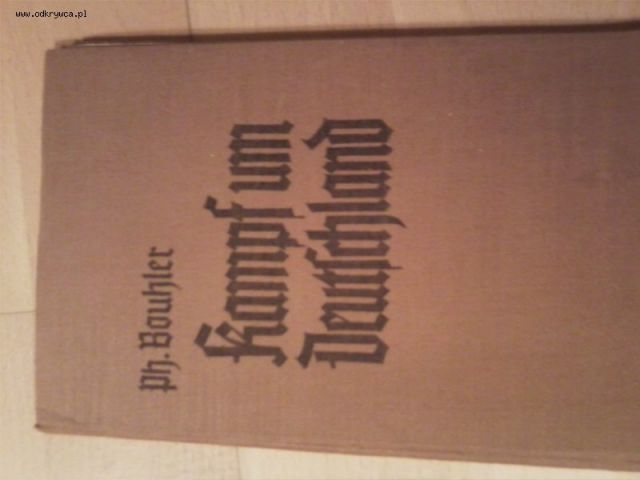 www.odkrywca.pl
Ph. Bouhler
Kampf um
Deutschland